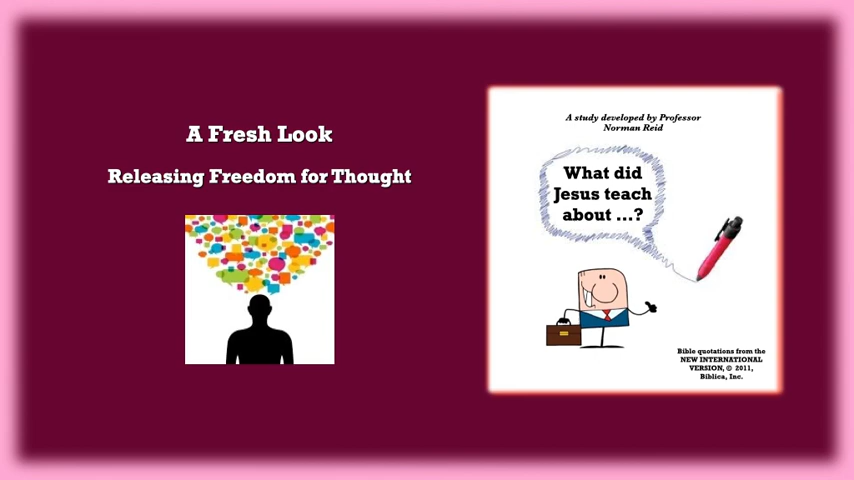 A Fresh Look
Releasing Freedom for Thought
A study developed by Professor
Norman Reid
What did
Jesus teach
about ...?
Bible quotations from the
NEW INTERNATIONAL
VERSION, © 2011,
Biblica, Inc.